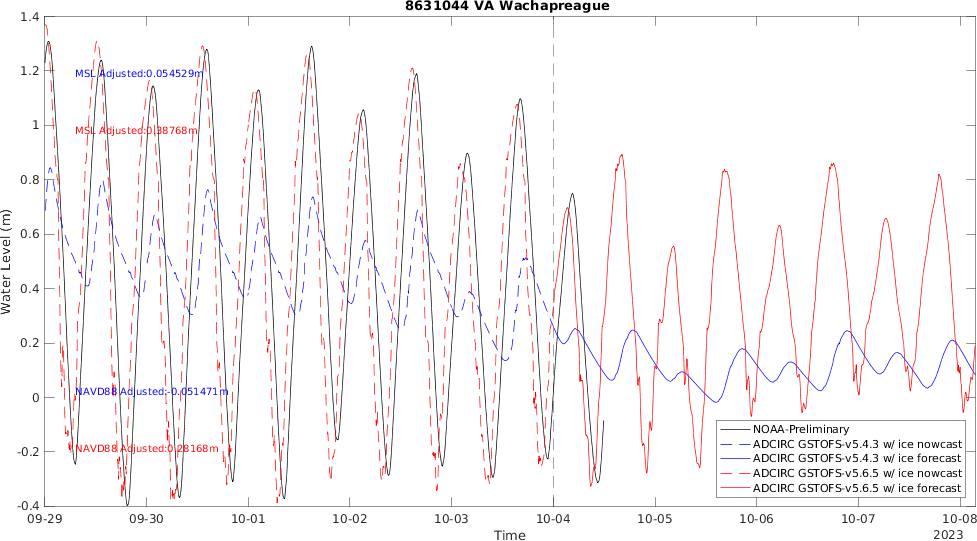 8631044 VA Wachapreague
1.4
1.2
1
0.8
0.6
0.4
0.2
0
-0.2
-0.4
Water Level (m)
MSL Adjusted:0.054529m
MSL Adjusted:0.38768m
NAVD88 Adjusted:-0.051471m
NAVD88 Adjusted:0.28168m
NOAA-Preliminary
ADCIRC GSTOFS-v5.4.3 w/ ice nowcast
ADCIRC GSTOFS-v5.4.3 w/ ice forecast
ADCIRC GSTOFS-v5.6.5 w/ ice nowcast
ADCIRC GSTOFS-v5.6.5 w/ ice forecast
09-29 09-30 10-01 10-02 10-03 10-04 10-05 10-06 10-07 10-08
Time
2023